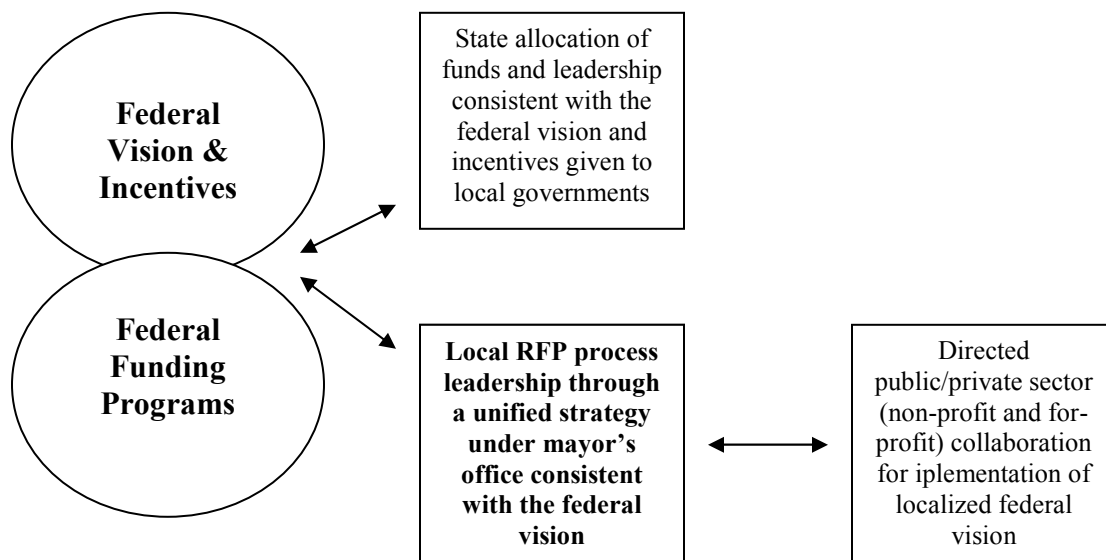 Federal
Vision &
Incentives
State allocation of
funds and leadership
consistent with the
federal vision and
incentives given to
local governments
Federal
Funding
Programs
Local RFP process
leadership through
a unified strategy
under mayor’s
office consistent
with the federal
vision
Directed
public/private sector
(non-profit and for-
profit) collaboration
for iplementation of
localized federal
vision